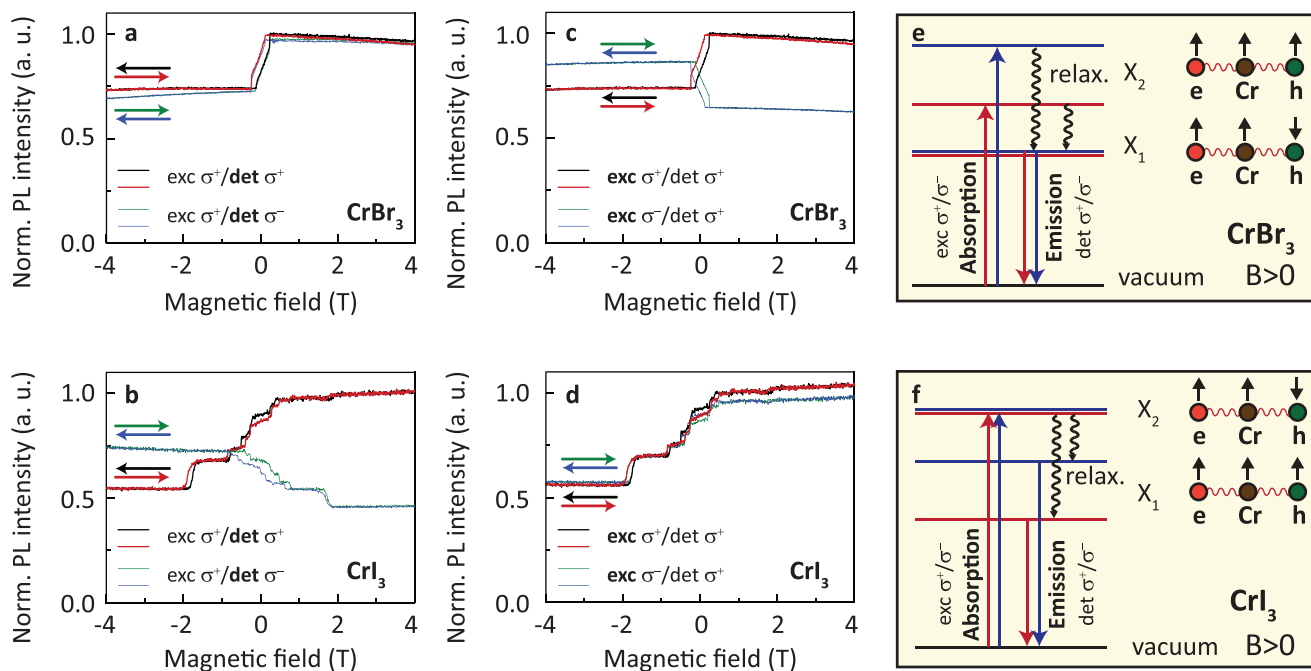 a
Norm. PL intensity (a. u.)
1.0
0.5
0.0
exc σ⁺/det σ⁺
exc σ⁺/det σ⁻
CrBr₃
-4
-2
0
2
4
Magnetic field (T)
c
Norm. PL intensity (a. u.)
1.0
0.5
0.0
exc σ⁺/det σ⁺
exc σ⁻/det σ⁺
CrBr₃
-4
-2
0
2
4
Magnetic field (T)
e
relax.
X₂
e Cr h
X₁
e Cr h
exc σ⁺/σ⁻
Absorption
Emission
det σ⁺/σ⁻
CrBr₃
vacuum
B>0
b
Norm. PL intensity (a. u.)
1.0
0.5
0.0
exc σ⁺/det σ⁺
exc σ⁺/det σ⁻
CrI₃
-4
-2
0
2
4
Magnetic field (T)
d
Norm. PL intensity (a. u.)
1.0
0.5
0.0
exc σ⁺/det σ⁺
exc σ⁻/det σ⁺
CrI₃
-4
-2
0
2
4
Magnetic field (T)
f
X₂
e Cr h
relax.
X₁
e Cr h
exc σ⁺/σ⁻
Absorption
Emission
det σ⁺/σ⁻
CrI₃
vacuum
B>0